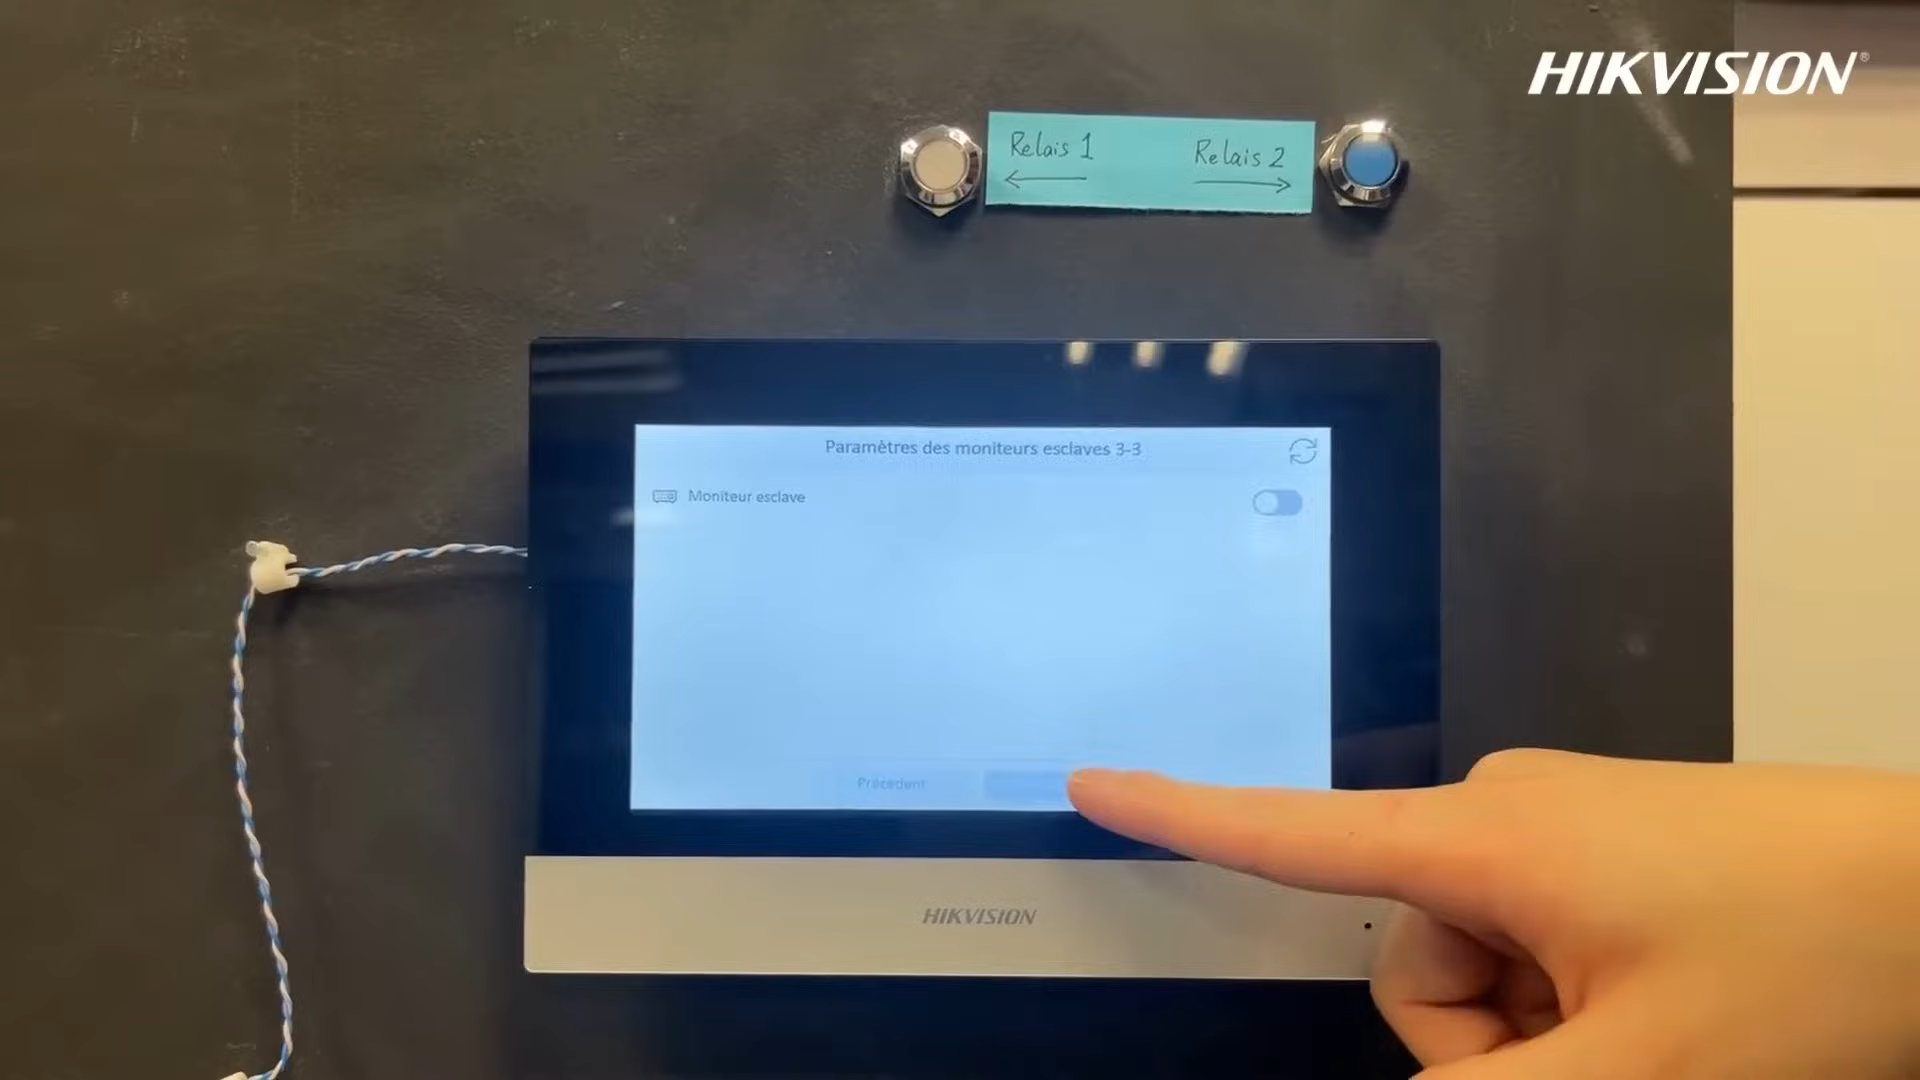 HIKVISION®
Relais 1
Relais 2
Paramètres des moniteurs esclaves 3-3
Moniteur esclave
Précédent
HIKVISION